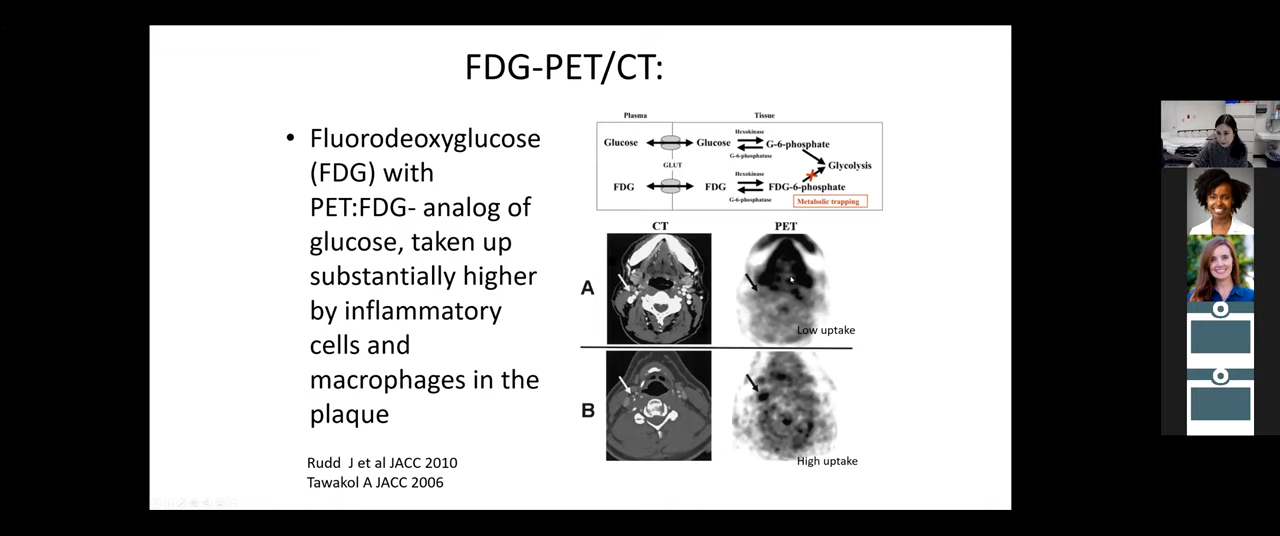 FDG-PET/CT:
• Fluorodeoxyglucose
(FDG) with
PET:FDG- analog of
glucose, taken up
substantially higher
by inflammatory
cells and
macrophages in the
plaque
Rudd J et al JACC 2010
Tawakol A JACC 2006
Plasma Tissue
Glucose Glucose Hexokinase G-6-phosphatase G-6-phosphate
GLUT Glycolysis
FDG FDG Hexokinase G-6-phosphatase FDG-6-phosphate
Metabolic trapping
CT PET
A
Low uptake
B
High uptake